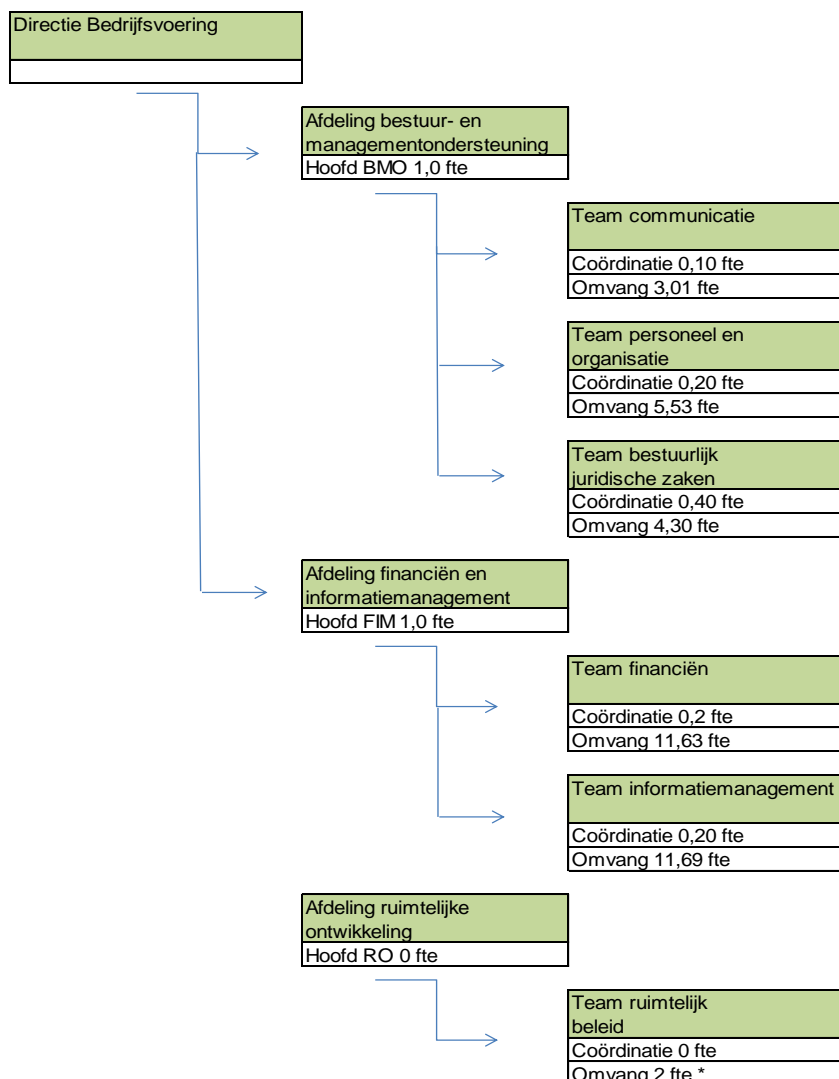 Directie Bedrijfsvoering
Afdeling bestuur- en
managementondersteuning
Hoofd BMO 1,0 fte
Team communicatie
Coördinatie 0,10 fte
Omvang 3,01 fte
Team personeel en
organisatie
Coördinatie 0,20 fte
Omvang 5,53 fte
Team bestuurlijk
juridische zaken
Coördinatie 0,40 fte
Omvang 4,30 fte
Afdeling financiën en
informatiemanagement
Hoofd FIM 1,0 fte
Team financiën
Coördinatie 0,2 fte
Omvang 11,63 fte
Team informatiemanagement
Coördinatie 0,20 fte
Omvang 11,69 fte
Afdeling ruimtelijke
ontwikkeling
Hoofd RO 0 fte
Team ruimtelijk
beleid
Coördinatie 0 fte
Omvang 2 fte *